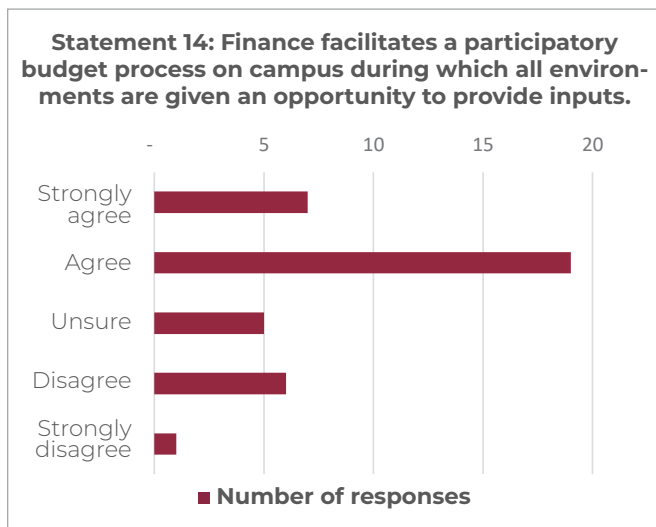 Statement 14: Finance facilitates a participatory
budget process on campus during which all environ-
ments are given an opportunity to provide inputs.
- 5 10 15 20
Strongly
agree
Agree
Unsure
Disagree
Strongly
disagree
Number of responses